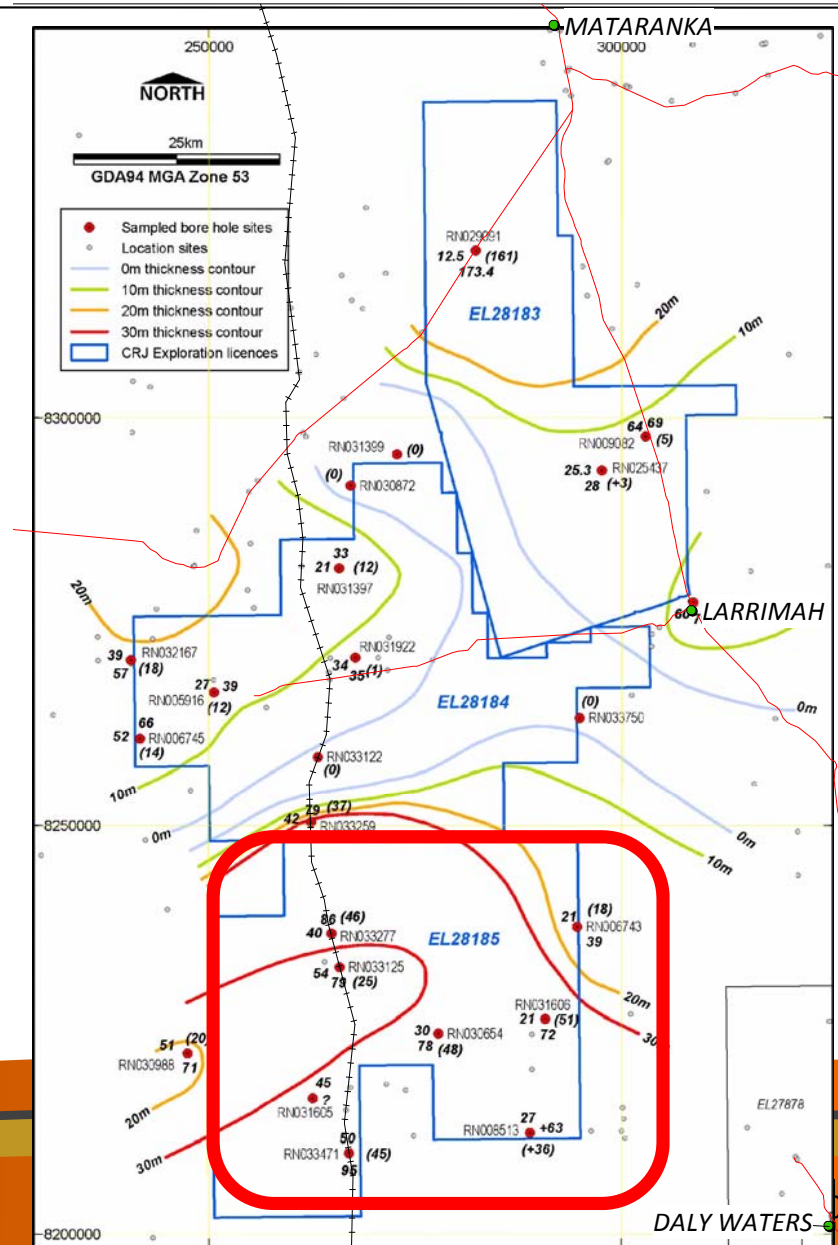 MATARANKA
250000
300000
NORTH
25km
GDA94 MGA Zone 53
Sampled bore hole sites
Location sites
0m thickness contour
10m thickness contour
20m thickness contour
30m thickness contour
CRJ Exploration licences
RN029091
12.5 (161)
173.4
EL28183
20m
10m
8300000
64 69
RN009082 (5)
RN031399 (0)
25.3 RN025437
28 (+3)
(0) RN030872
33
21 (12)
RN031397
20m
LARRIMAH
39 RN032167
57 (18)
RN031922
34 35 (1)
27 39
RN005916 (12)
EL28184
(0)
RN033750
0m
66
52 RN006745
(14)
RN033122
(0)
10m
0m
79 (37)
42 RN033259
8250000
0m
10m
86 (46)
40 RN033277
EL28185
21 (18)
RN006743
39
54 RN033125
79 (25)
20m
RN031606
21 (51)
72
30 RN030654
78 (48)
30
51 (20)
RN030988 71
EL27878
45
?
RN031605
20m
27 +63
RN008513
(+36)
50
RN033471 (45)
95
30m
8200000
DALY WATERS